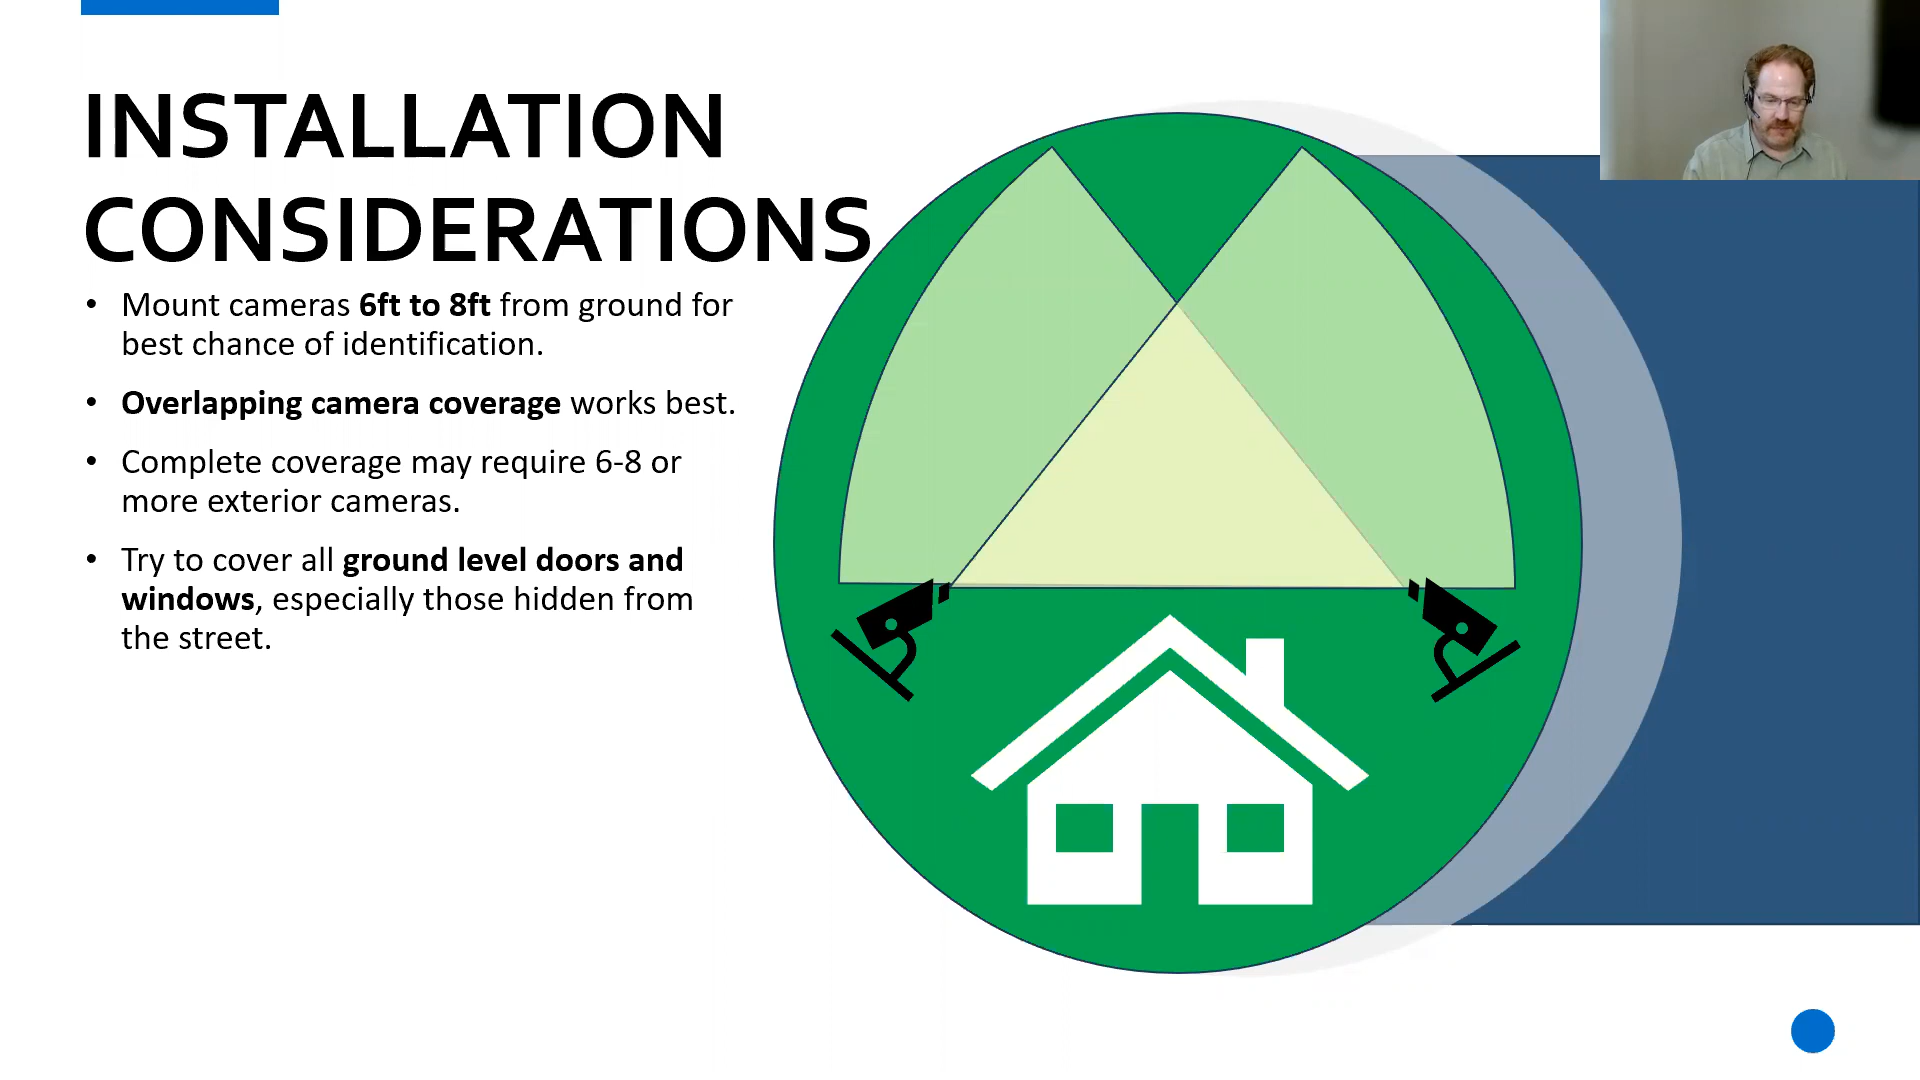 INSTALLATION
CONSIDERATIONS
• Mount cameras 6ft to 8ft from ground for
best chance of identification.
• Overlapping camera coverage works best.
• Complete coverage may require 6-8 or
more exterior cameras.
• Try to cover all ground level doors and
windows, especially those hidden from
the street.